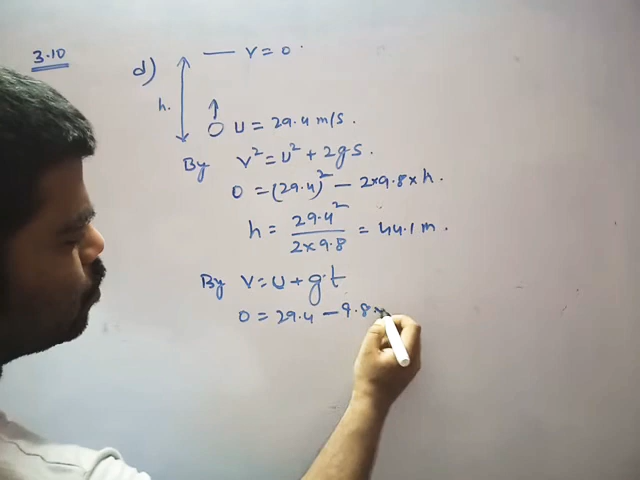 3.10
d)
V = 0.
h.
U = 29.4 m/s.
By V² = U² + 2gS.
0 = (29.4)² - 2×9.8×h.
h = 29.4² / 2×9.8 = 44.1 m.
By V = U + g.t
0 = 29.4 - 9.8×